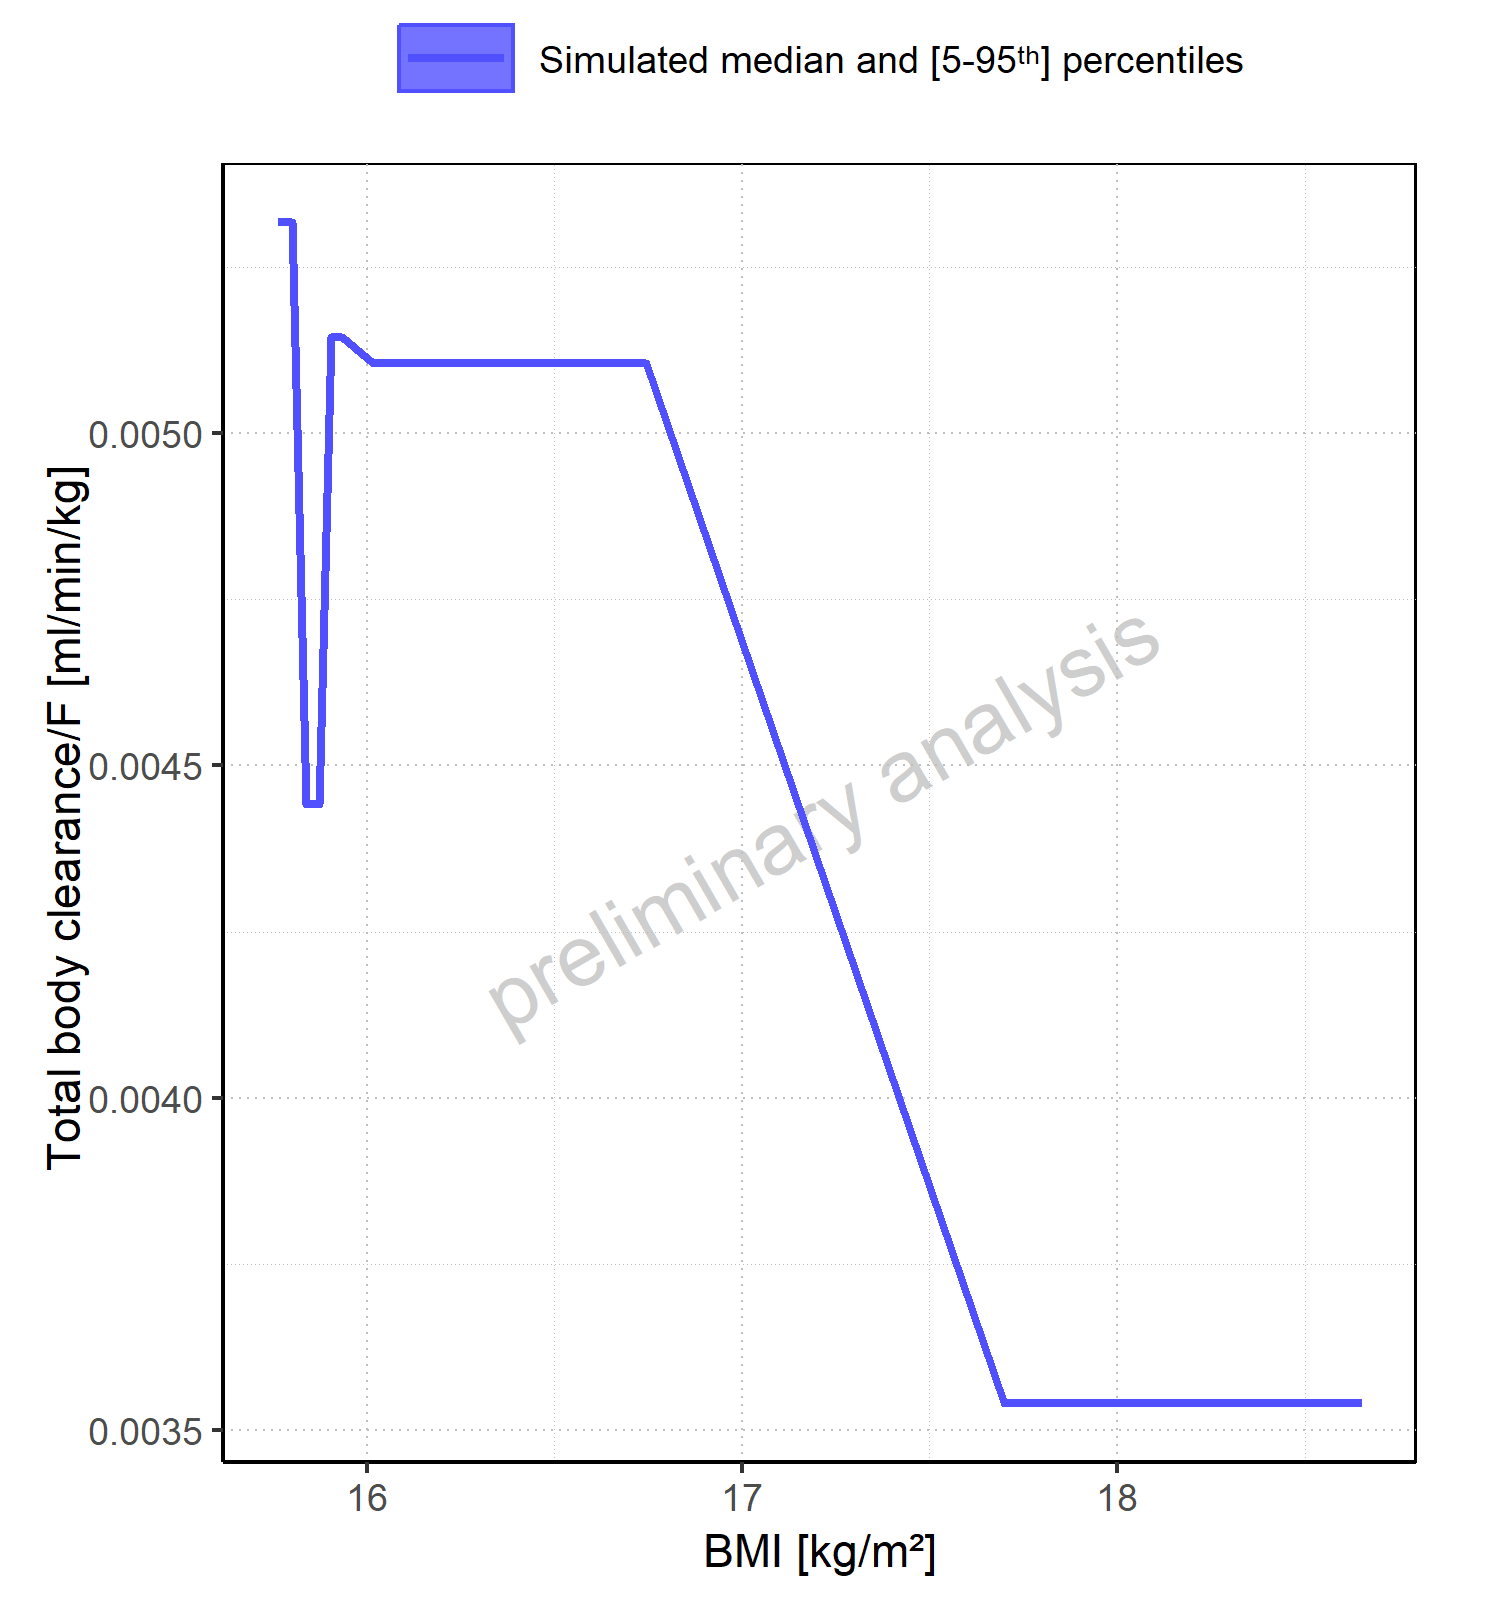 Simulated median and [5-95ᵗʰ] percentiles
Total body clearance/F [ml/min/kg]
0.0050
0.0045
0.0040
0.0035
preliminary analysis
16 17 18
BMI [kg/m²]